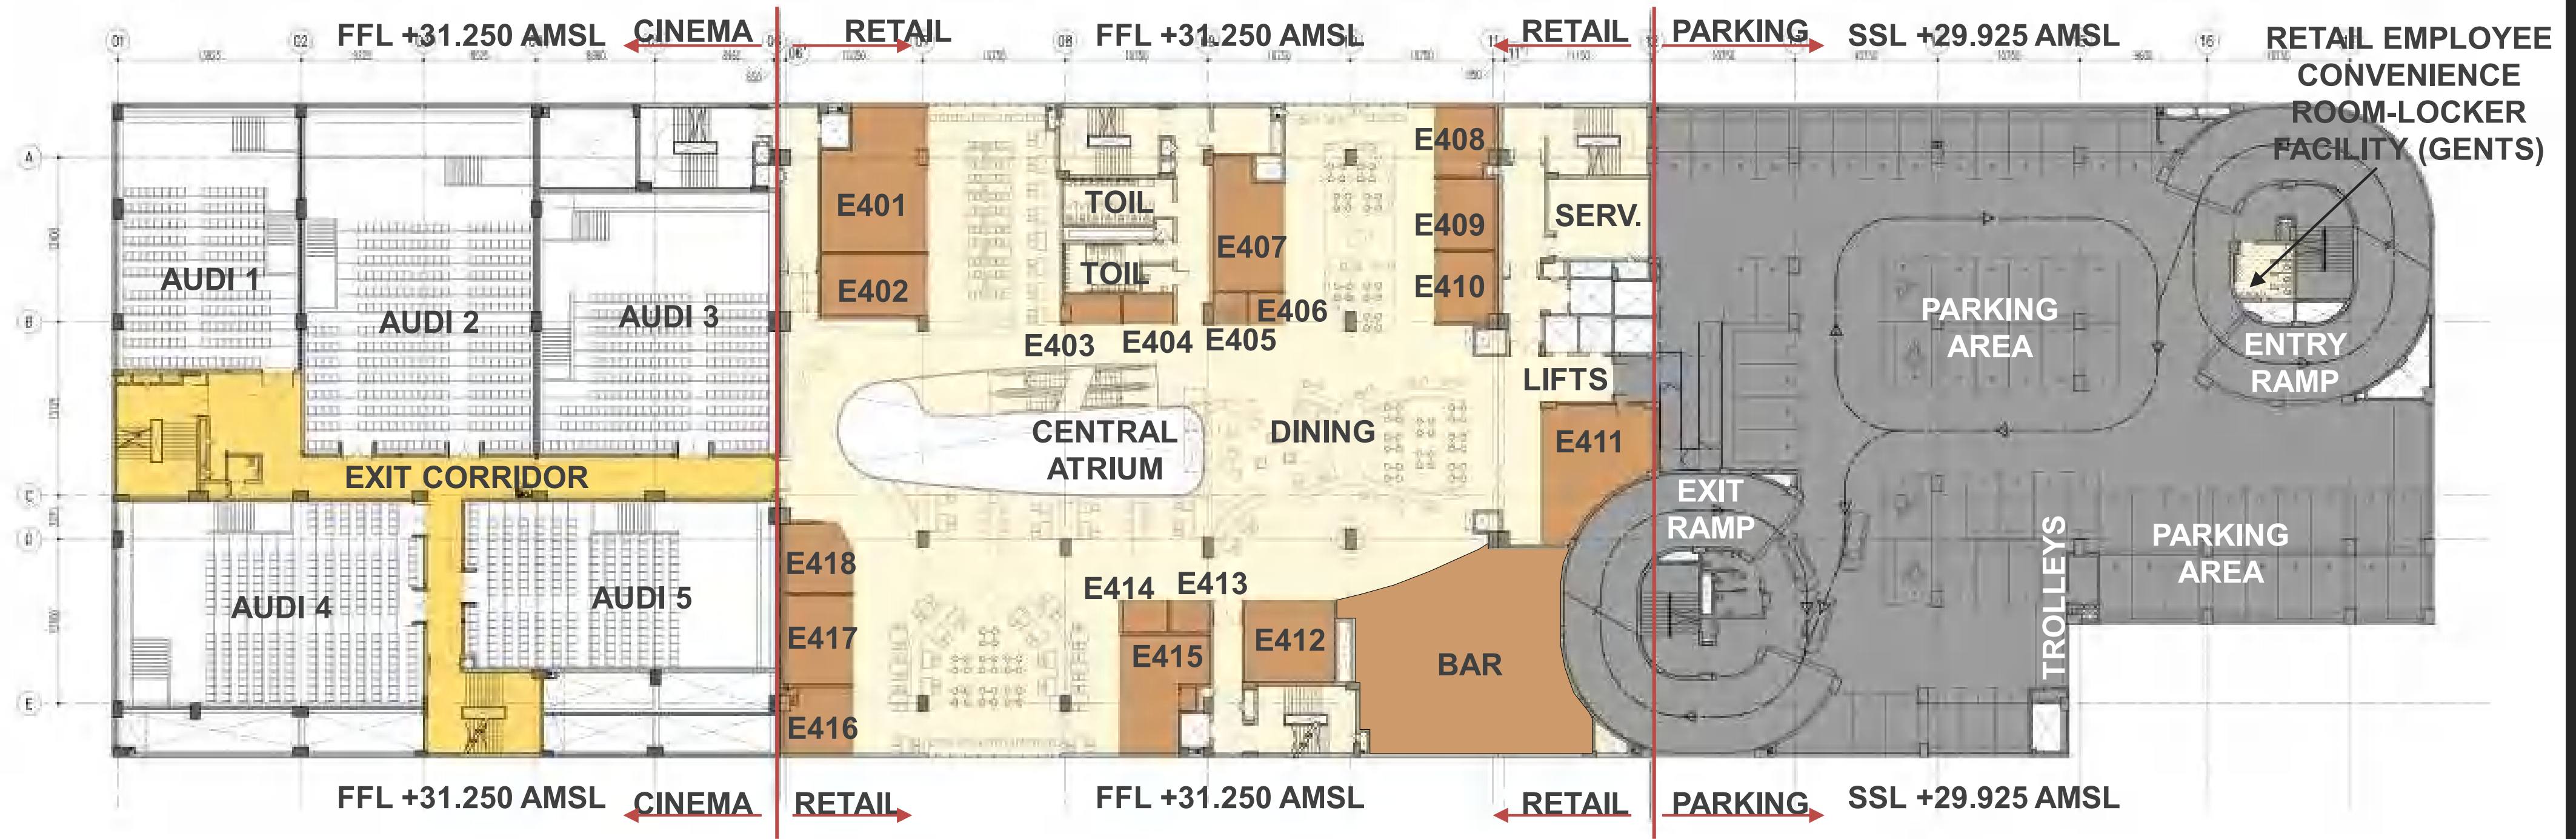 FFL +31.250 AMSL
CINEMA
RETAIL
FFL +31.250 AMSL
RETAIL
PARKING
SSL +29.925 AMSL
RETAIL EMPLOYEE
CONVENIENCE
ROOM-LOCKER
FACILITY (GENTS)
01
02
08
16
A
B
C
D
E
E401
E402
TOIL
TOIL
E403
E404
E405
E406
E407
E408
E409
E410
SERV.
LIFTS
E411
AUDI 1
AUDI 2
AUDI 3
EXIT CORRIDOR
AUDI 4
AUDI 5
CENTRAL
ATRIUM
DINING
PARKING
AREA
ENTRY
RAMP
EXIT
RAMP
TROLLEYS
PARKING
AREA
E418
E417
E416
E414
E413
E415
E412
BAR
FFL +31.250 AMSL
CINEMA
RETAIL
FFL +31.250 AMSL
RETAIL
PARKING
SSL +29.925 AMSL